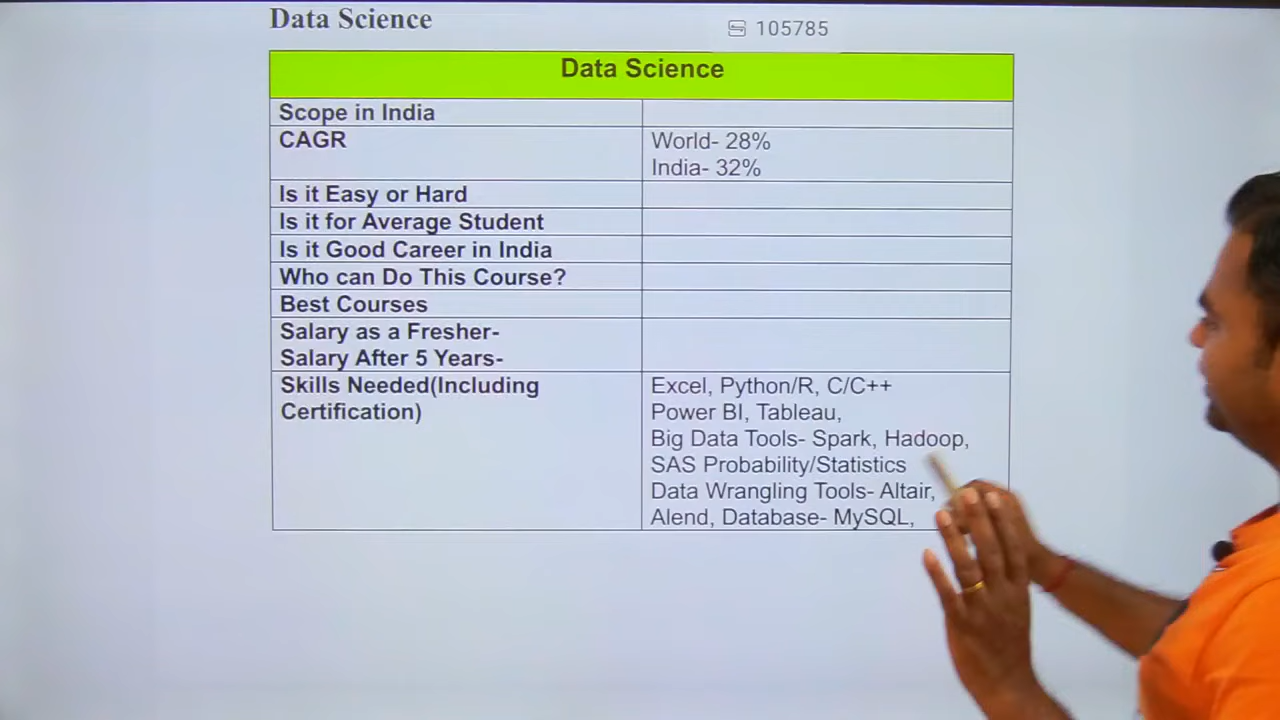 Data Science
105785
Data Science
Scope in India
CAGR
World- 28%
India- 32%
Is it Easy or Hard
Is it for Average Student
Is it Good Career in India
Who can Do This Course?
Best Courses
Salary as a Fresher-
Salary After 5 Years-
Skills Needed(Including
Certification)
Excel, Python/R, C/C++
Power BI, Tableau,
Big Data Tools- Spark, Hadoop,
SAS Probability/Statistics
Data Wrangling Tools- Altair,
Alend, Database- MySQL,